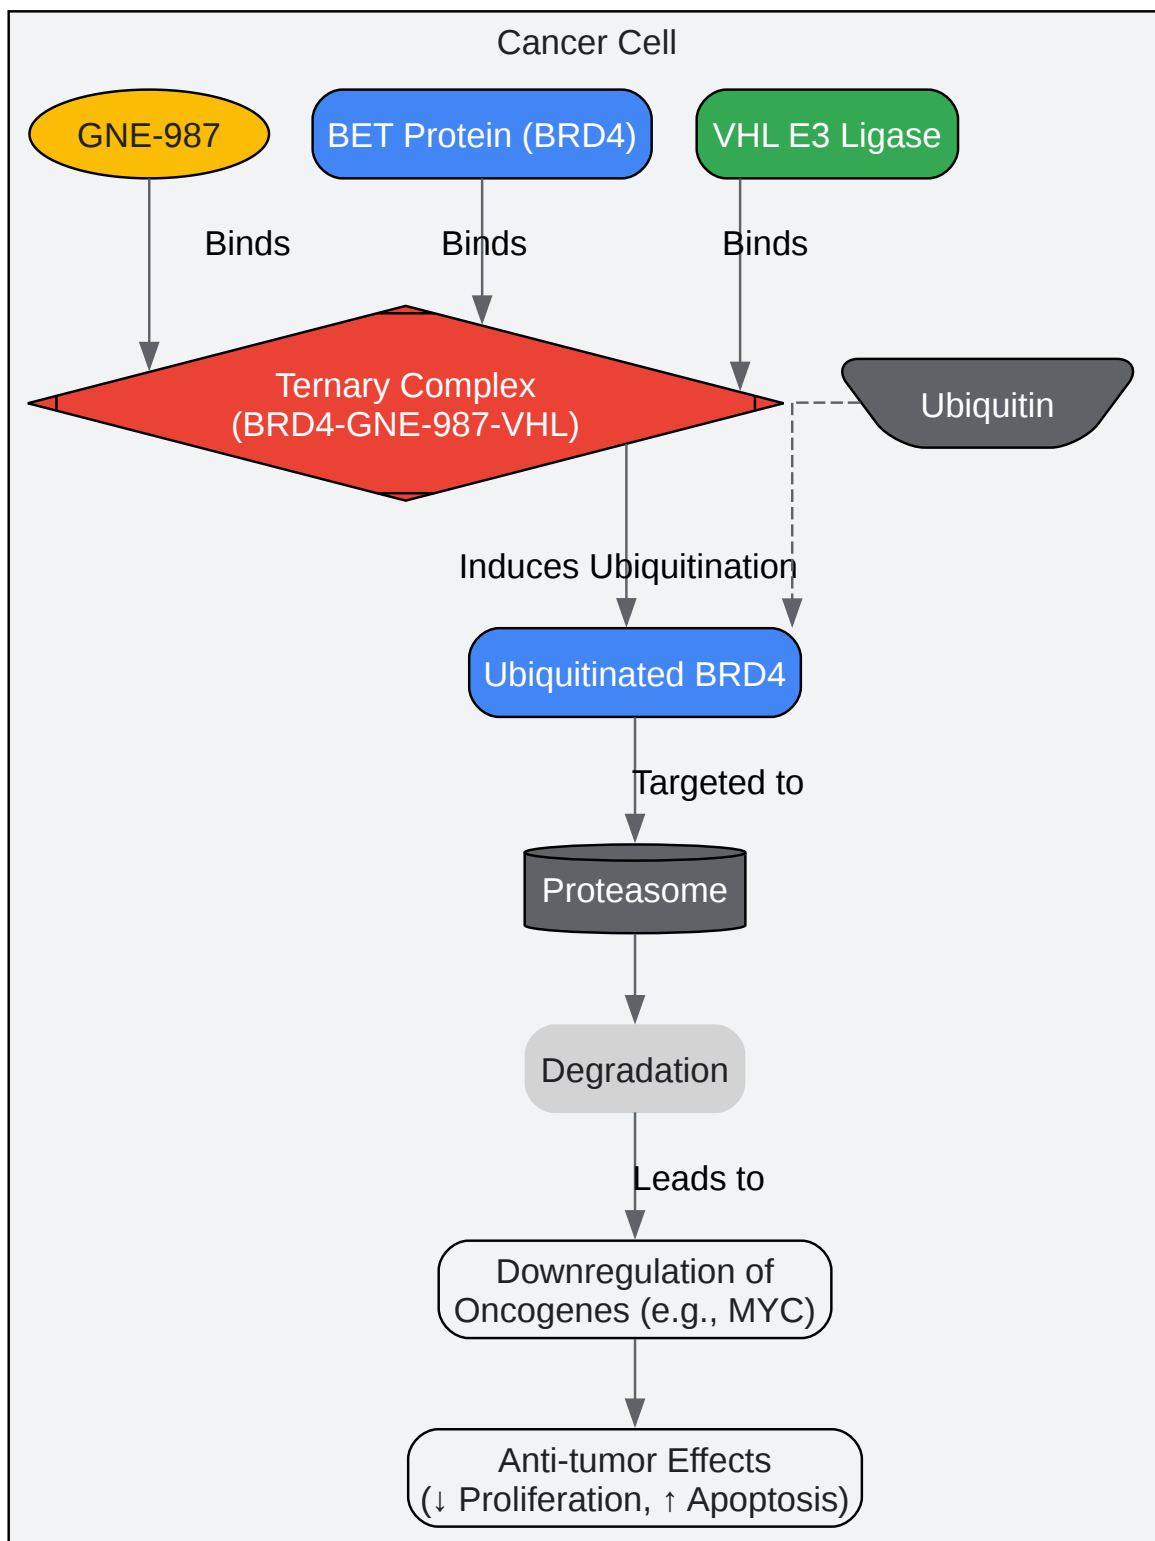 Cancer Cell
GNE-987
BET Protein (BRD4)
VHL E3 Ligase
Binds
Binds
Binds
Ternary Complex
(BRD4-GNE-987-VHL)
Ubiquitin
Induces Ubiquitination
Ubiquitinated BRD4
Targeted to
Proteasome
Degradation
Leads to
Downregulation of
Oncogenes (e.g., MYC)
Anti-tumor Effects
(↓ Proliferation, ↑ Apoptosis)